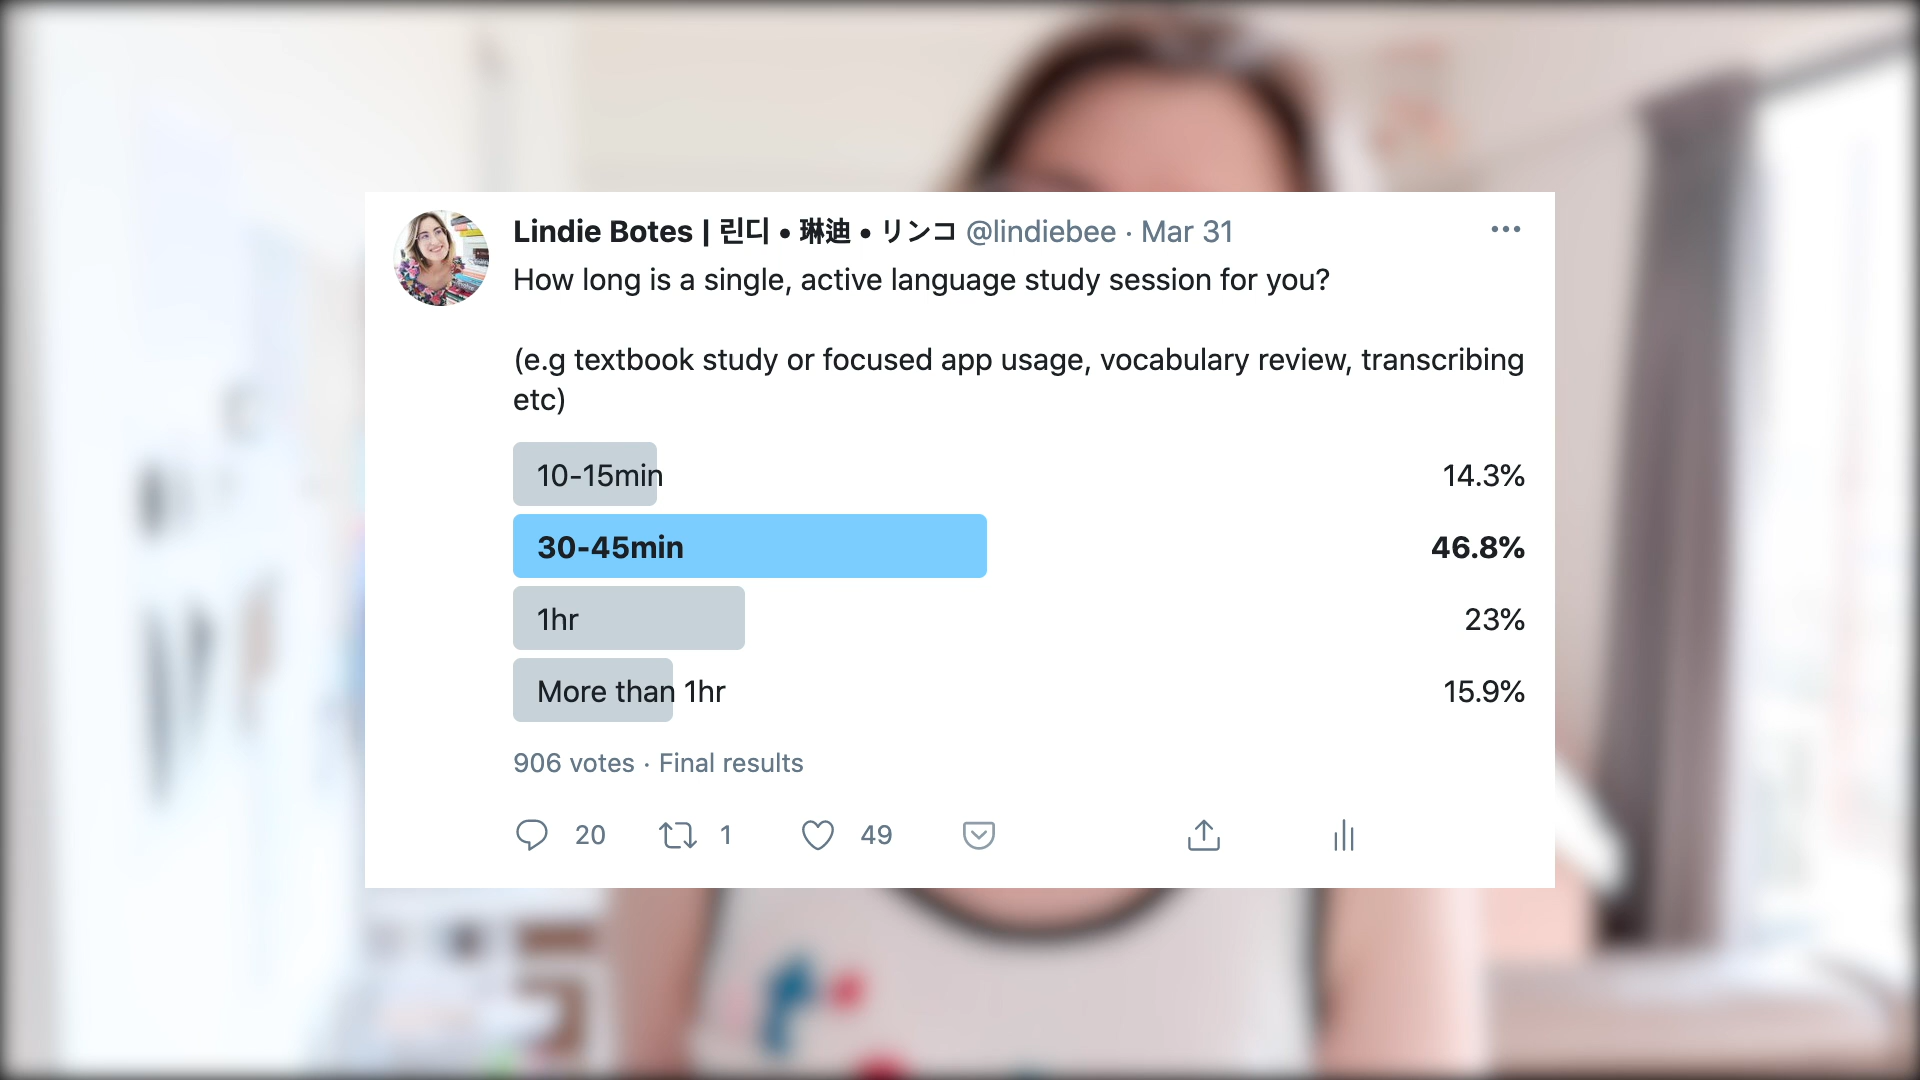 Lindie Botes | 린디 • 琳迪 • リンコ @lindiebee · Mar 31
How long is a single, active language study session for you?
(e.g textbook study or focused app usage, vocabulary review, transcribing
etc)
10-15min 14.3%
30-45min 46.8%
1hr 23%
More than 1hr 15.9%
906 votes · Final results
20 1 49